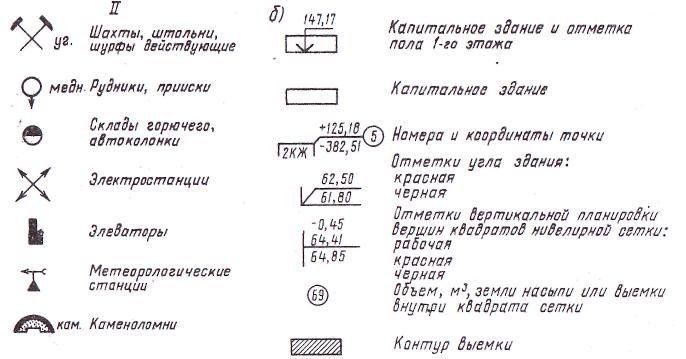 II
уг. Шахты, штольни,
шурфы действующие
медн. Рудники, прииски
Склады горючего,
автоколонки
Электростанции
Элеваторы
Метеорологические
станции
кам. Каменоломни
б)
147,17
Капитальное здание и отметка
пола 1-го этажа
Капитальное здание
+125,18
2КЖ -382,51
5
Номера и координаты точки
Отметки угла здания:
62,50 красная
61,80 черная
Отметки вертикальной планировки
вершин квадратов нивелирной сетки:
-0,45 рабочая
64,41 красная
64,85 черная
69
Объем, м³, земли насыпи или выемки
внутри квадрата сетки
Контур выемки